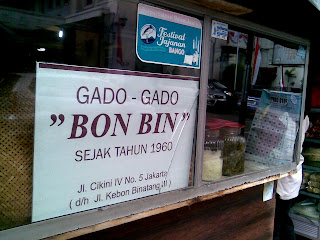 Festival
Jajanan
BANGO
GADO - GADO
"BON BIN"
SEJAK TAHUN 1960
Jl. Cikini IV No. 5 Jakarta
( d/h Jl. Kebon Binatang III )